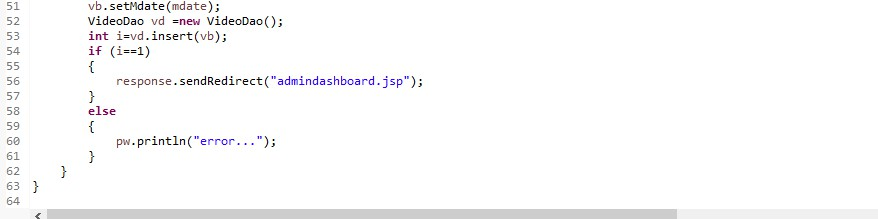 51 vb.setMdate(mdate);
52 VideoDao vd =new VideoDao();
53 int i=vd.insert(vb);
54 if (i==1)
55 {
56 response.sendRedirect("admindashboard.jsp");
57 }
58 else
59 {
60 pw.println("error...");
61 }
62 }
63 }
64